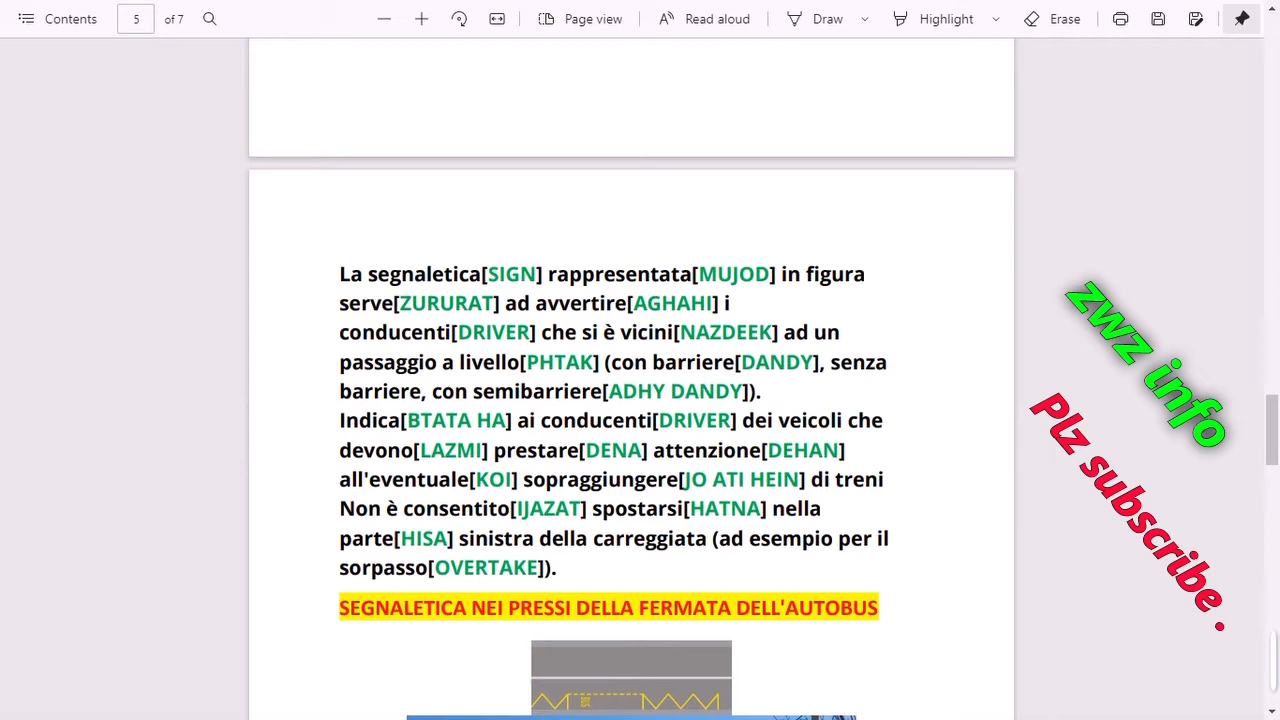 Contents
5
of 7
Page view
Read aloud
Draw
Highlight
Erase
La segnaletica[SIGN] rappresentata[MUJOD] in figura
serve[ZURURAT] ad avvertire[AGHAHI] i
conducenti[DRIVER] che si è vicini[NAZDEEK] ad un
passaggio a livello[PHTAK] (con barriere[DANDY], senza
barriere, con semibarriere[ADHY DANDY]).
Indica[BTATA HA] ai conducenti[DRIVER] dei veicoli che
devono[LAZMI] prestare[DENA] attenzione[DEHAN]
all'eventuale[KOI] sopraggiungere[JO ATI HEIN] di treni
Non è consentito[IJAZAT] spostarsi[HATNA] nella
parte[HISA] sinistra della carreggiata (ad esempio per il
sorpasso[OVERTAKE]).
SEGNALETICA NEI PRESSI DELLA FERMATA DELL'AUTOBUS
zwz info
Plz subscribe .